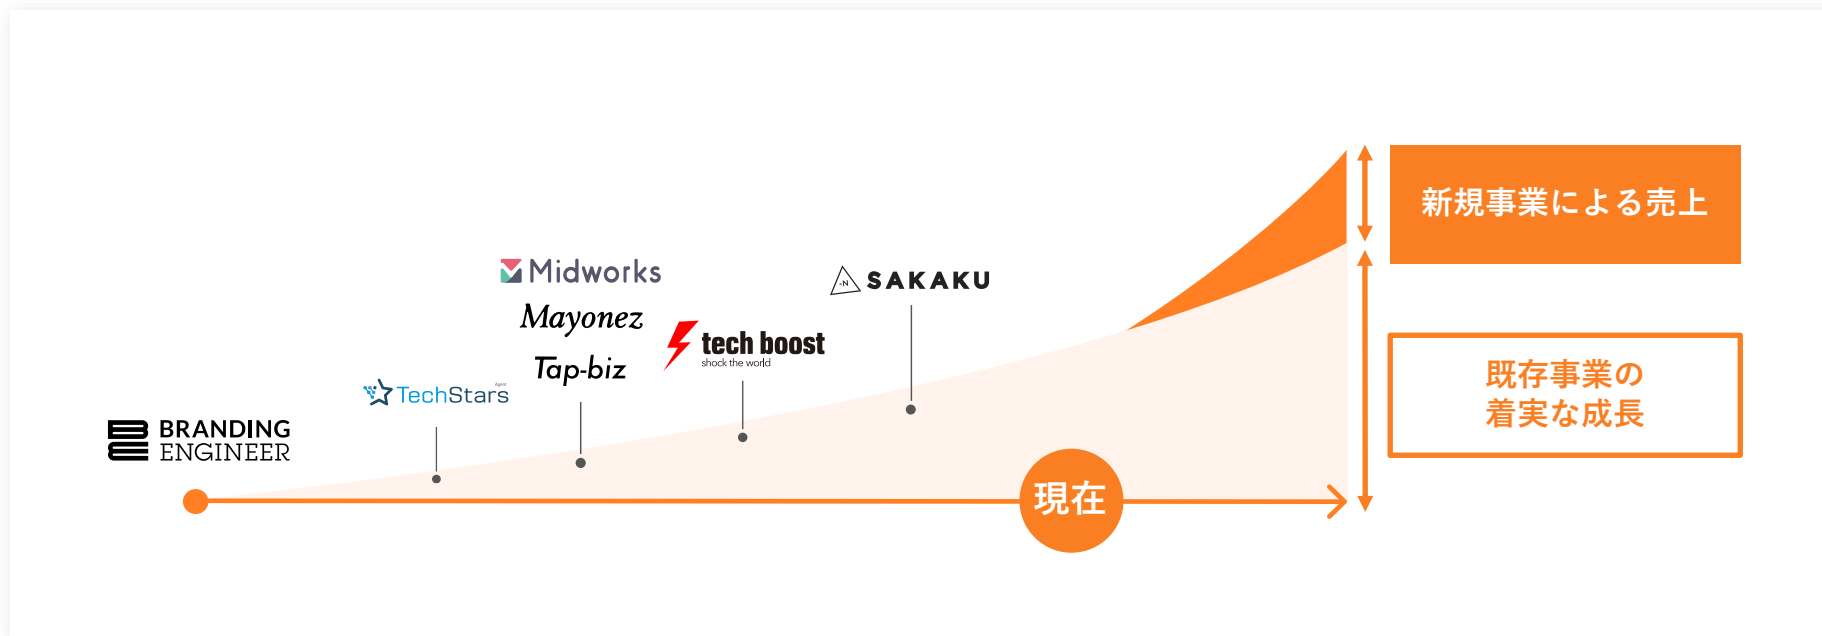 BRANDING
ENGINEER
TechStars
Agent
Midworks
Mayonez
Tap-biz
tech boost
shock the world
-N
SAKAKU
現在
新規事業による売上
既存事業の
着実な成長